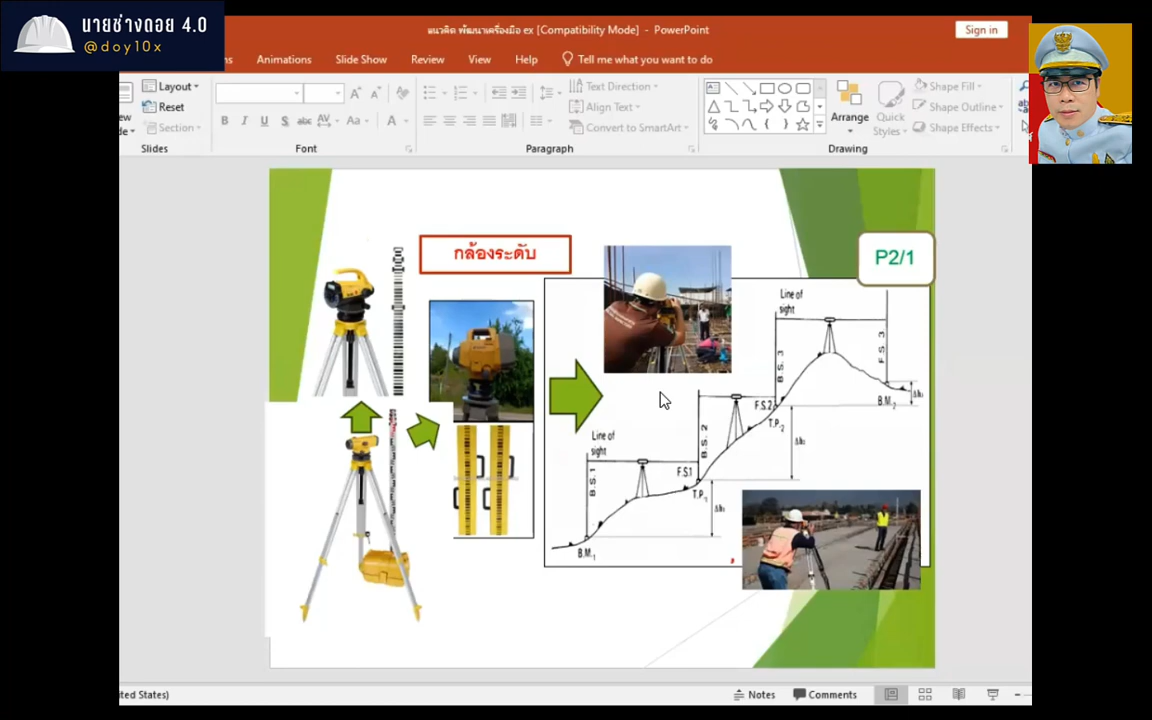 นายช่างดอย 4.0
@doy10x
แนวคิด พัฒนาเครื่องมือ ex [Compatibility Mode] - PowerPoint
Sign in
Animations
Slide Show
Review
View
Help
Tell me what you want to do
Layout
Reset
Section
Slides
B I U S abc AV Aa A
Font
Text Direction
Align Text
Convert to SmartArt
Paragraph
Arrange
Quick
Styles
Shape Fill
Shape Outline
Shape Effects
Drawing
กล้องระดับ
P2/1
Line of
sight
B.S. 3
F.S. 3
F.S.2
B.M.2
T.P.2
B.S. 2
Line of
sight
F.S.1
B.S. 1
T.P.1
B.M.1
Notes
Comments
ited States)